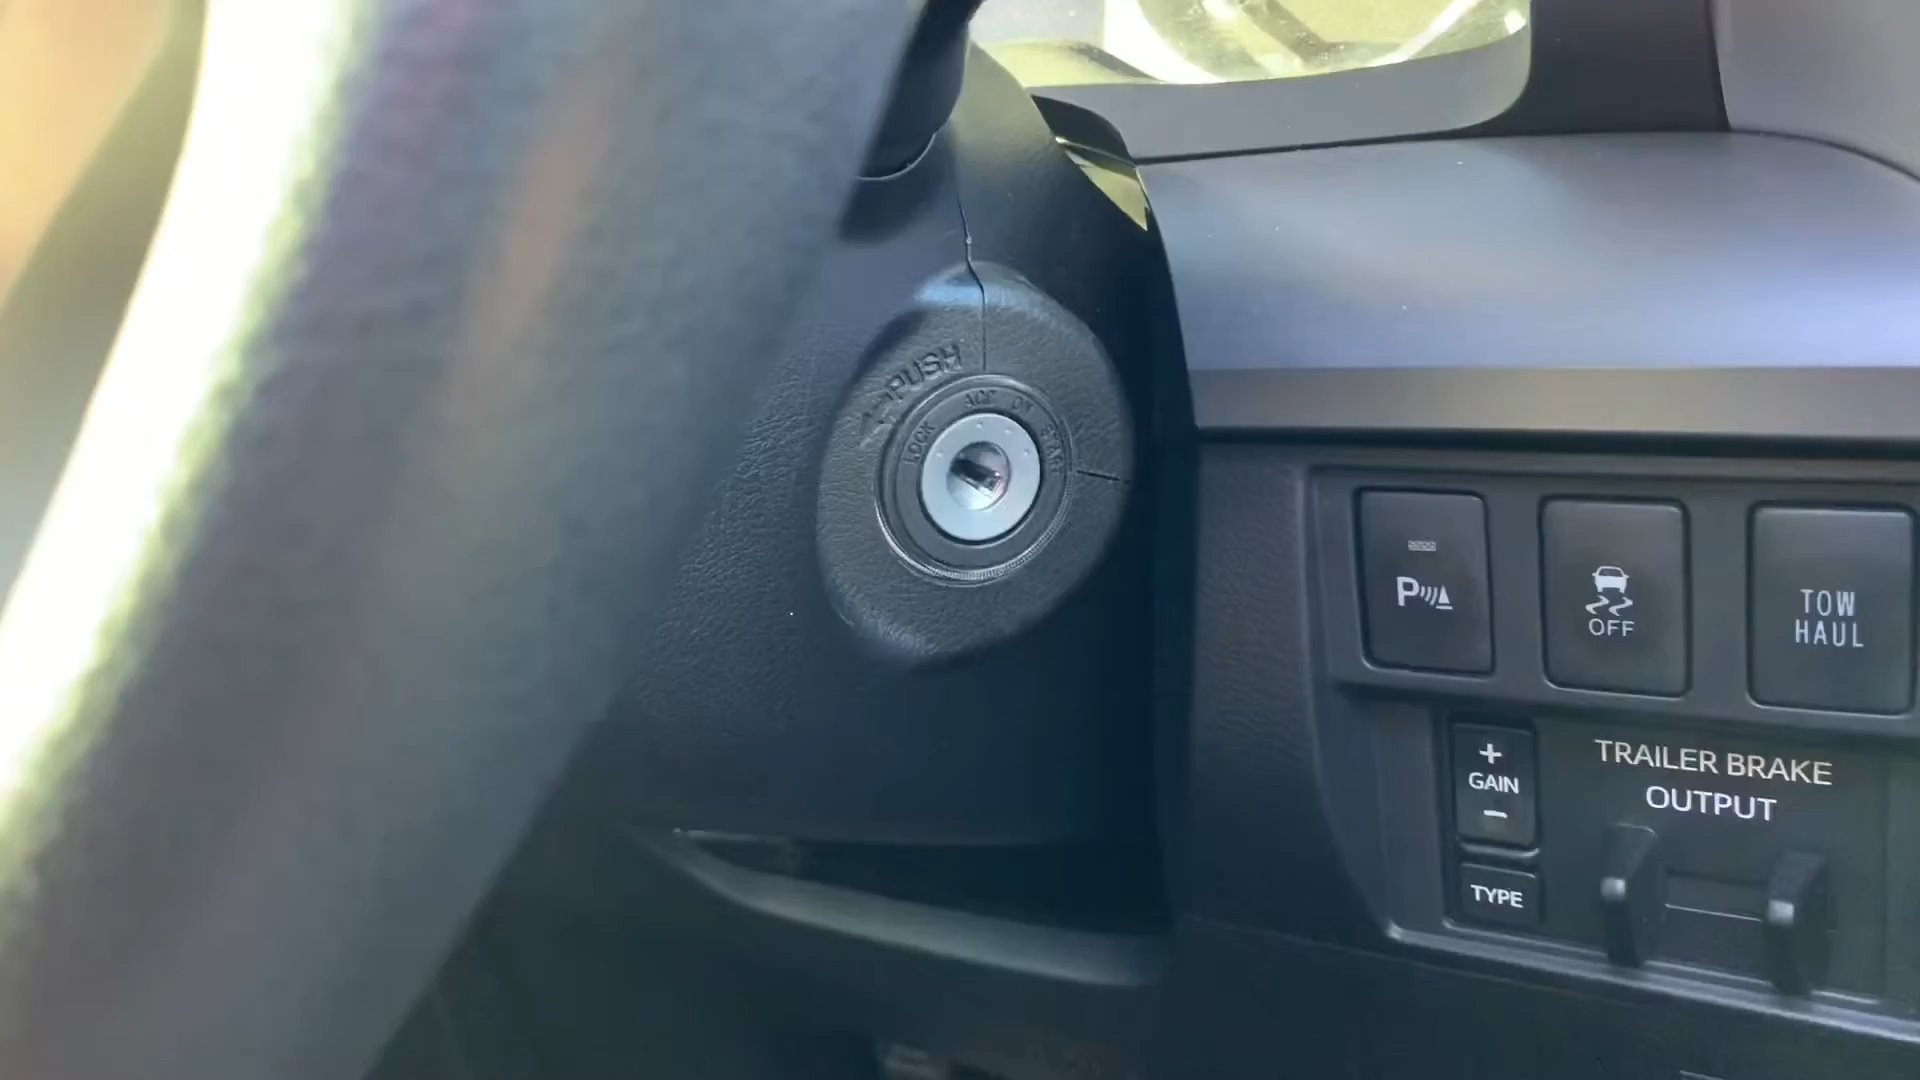 PUSH
LOCK
ACC
ON
START
P
OFF
TOW
HAUL
+
GAIN
-
TYPE
TRAILER BRAKE
OUTPUT